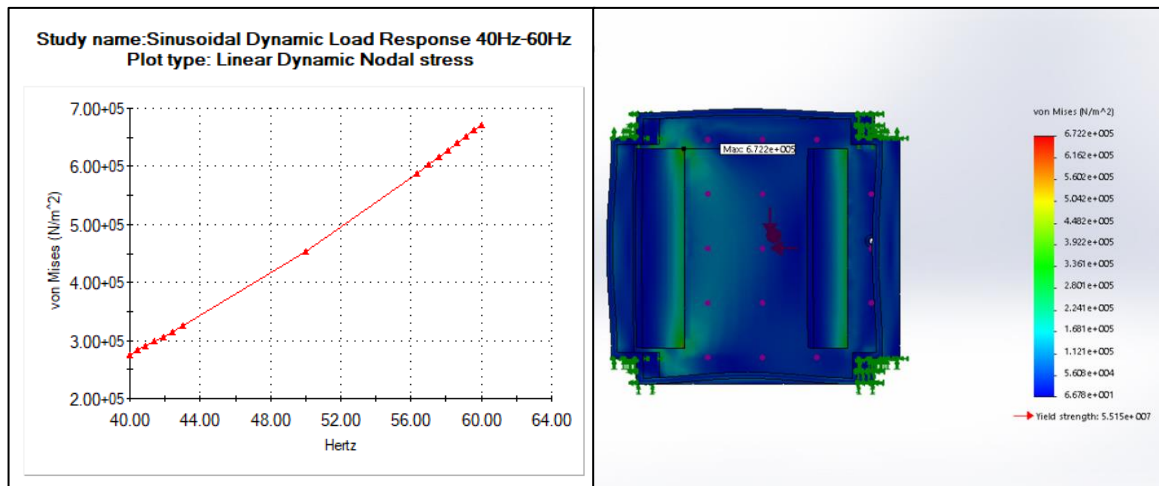 Study name:Sinusoidal Dynamic Load Response 40Hz-60Hz
Plot type: Linear Dynamic Nodal stress
7.00+05
6.00+05
5.00+05
4.00+05
3.00+05
2.00+05
von Mises (N/m^2)
40.00
44.00
48.00
52.00
56.00
60.00
64.00
Hertz
Max: 6.722e+005
von Mises (N/m^2)
6.722e+005
6.162e+005
5.602e+005
5.042e+005
4.482e+005
3.922e+005
3.361e+005
2.801e+005
2.241e+005
1.681e+005
1.121e+005
5.608e+004
6.678e+001
Yield strength: 5.515e+007